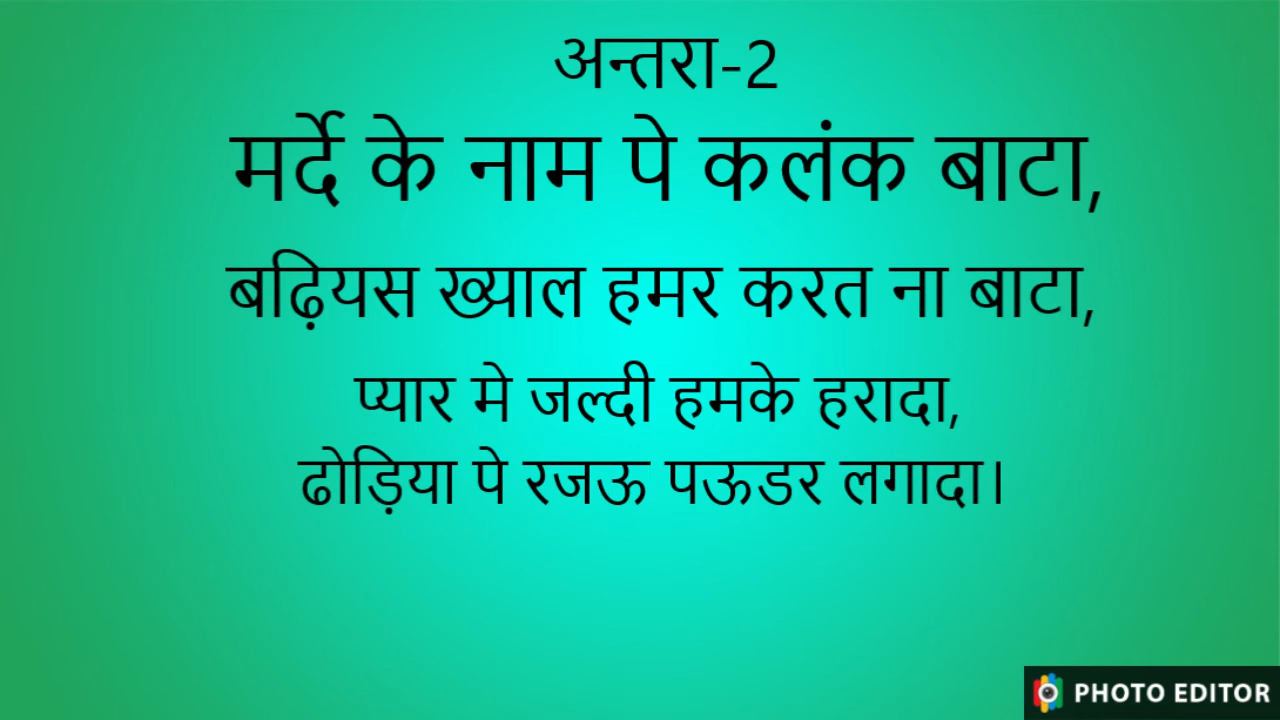 अन्तरा-2
मर्दे के नाम पे कलंक बाटा,
बढ़ियस ख्याल हमर करत ना बाटा,
प्यार मे जल्दी हमके हरादा,
ढोड़िया पे रजऊ पऊडर लगादा।
PHOTO EDITOR